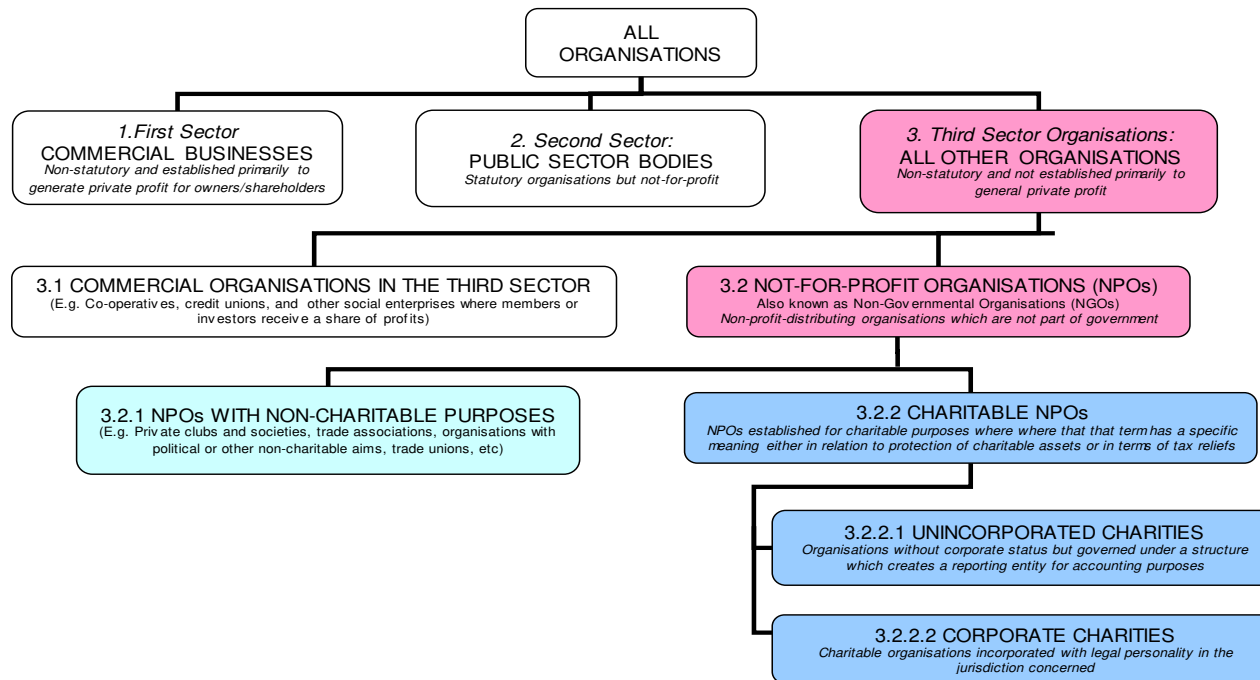 ALL
ORGANISATIONS
1.First Sector
COMMERCIAL BUSINESSES
Non-statutory and established primarily to
generate private profit for owners/shareholders
2. Second Sector:
PUBLIC SECTOR BODIES
Statutory organisations but not-for-profit
3. Third Sector Organisations:
ALL OTHER ORGANISATIONS
Non-statutory and not established primarily to
general private profit
3.1 COMMERCIAL ORGANISATIONS IN THE THIRD SECTOR
(E.g. Co-operatives, credit unions, and other social enterprises where members or
investors receive a share of profits)
3.2 NOT-FOR-PROFIT ORGANISATIONS (NPOs)
Also known as Non-Governmental Organisations (NGOs)
Non-profit-distributing organisations which are not part of government
3.2.1 NPOs WITH NON-CHARITABLE PURPOSES
(E.g. Private clubs and societies, trade associations, organisations with
political or other non-charitable aims, trade unions, etc)
3.2.2 CHARITABLE NPOs
NPOs established for charitable purposes where where that that term has a specific
meaning either in relation to protection of charitable assets or in terms of tax reliefs
3.2.2.1 UNINCORPORATED CHARITIES
Organisations without corporate status but governed under a structure
which creates a reporting entity for accounting purposes
3.2.2.2 CORPORATE CHARITIES
Charitable organisations incorporated with legal personality in the
jurisdiction concerned